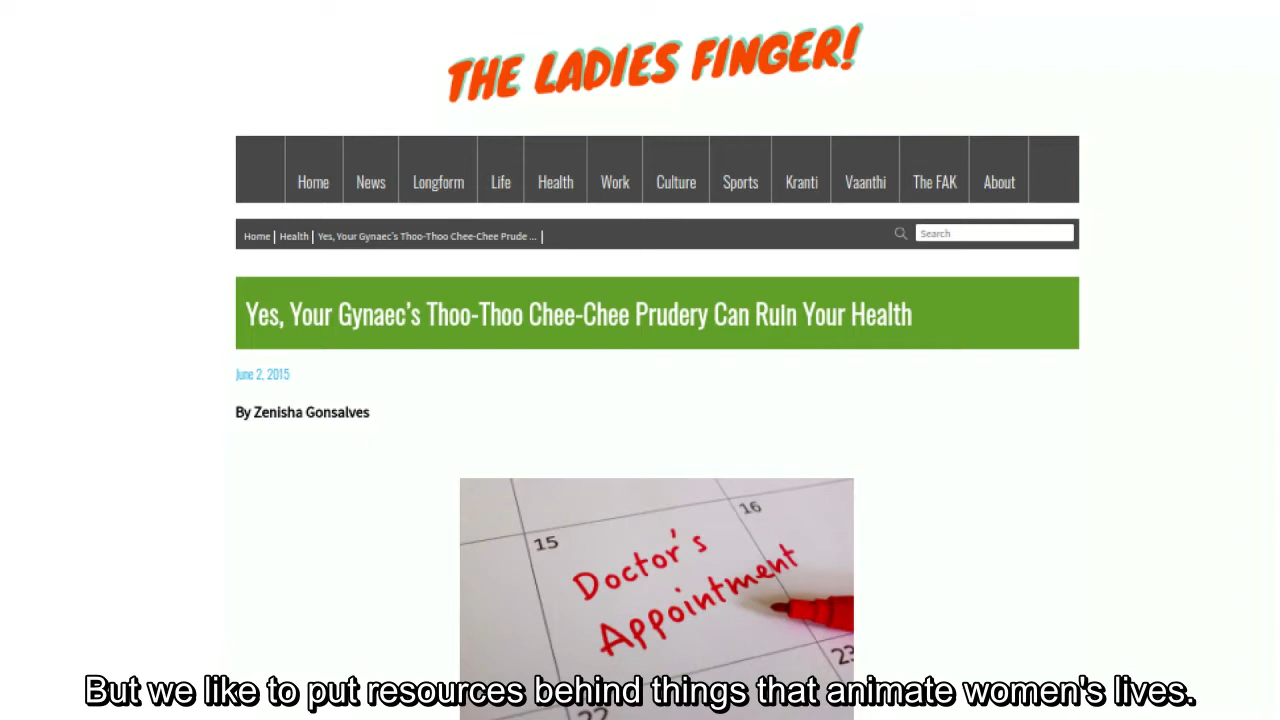 THE LADIES FINGER!
Home News Longform Life Health Work Culture Sports Kranti Vaanthi The FAK About
Home | Health | Yes, Your Gynaec's Thoo-Thoo Chee-Chee Prude ... |
Search
Yes, Your Gynaec's Thoo-Thoo Chee-Chee Prudery Can Ruin Your Health
June 2, 2015
By Zenisha Gonsalves
16
15
Doctor's
Appointment
23
22
But we like to put resources behind things that animate women's lives.